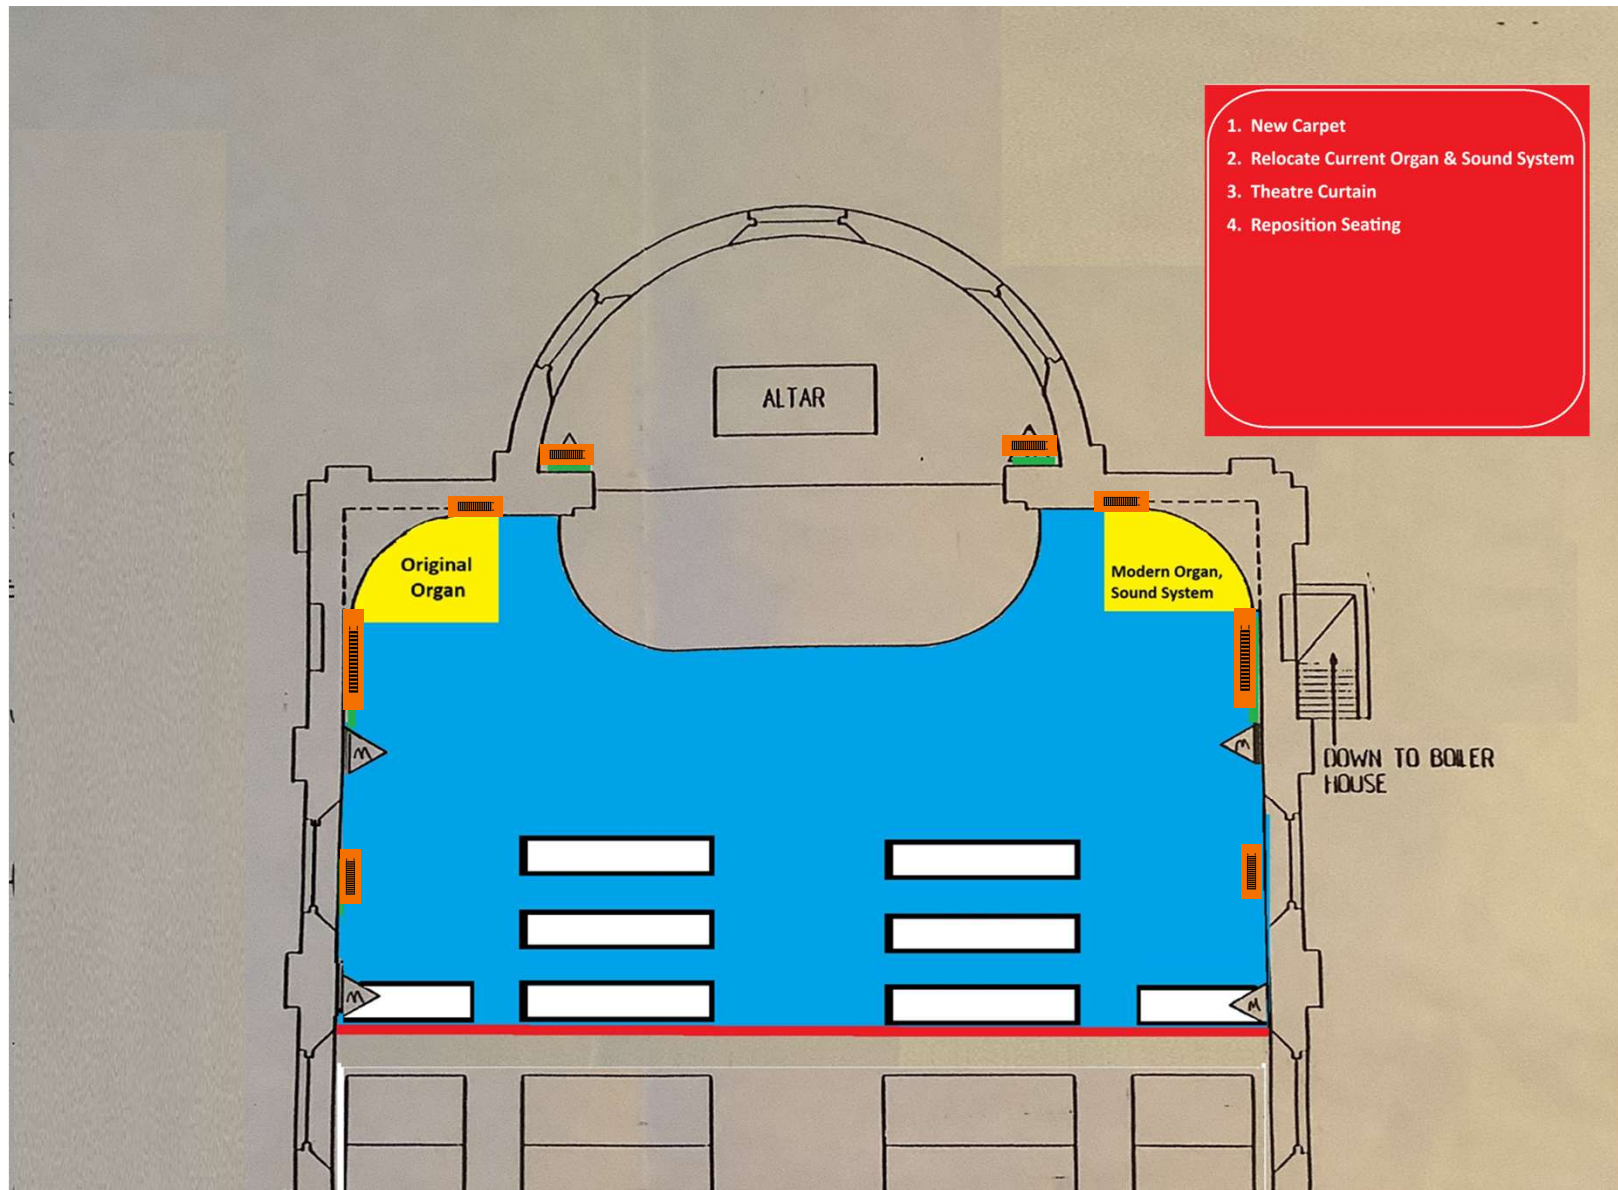 1. New Carpet
2. Relocate Current Organ & Sound System
3. Theatre Curtain
4. Reposition Seating
ALTAR
Original
Organ
Modern Organ,
Sound System
M
M
DOWN TO BOILER
HOUSE
M
M